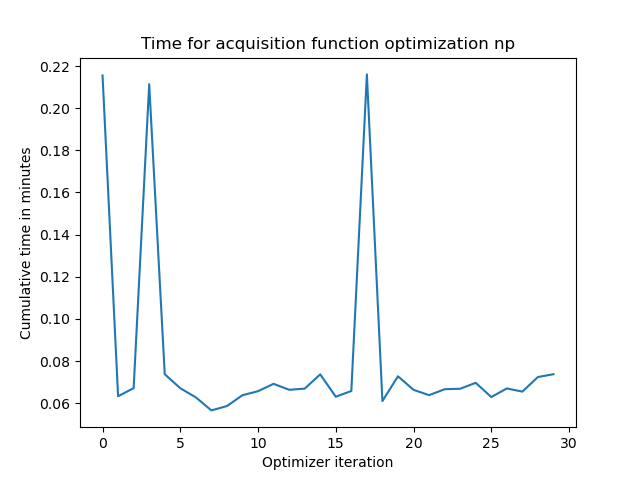 Time for acquisition function optimization np
Cumulative time in minutes
0.22
0.20
0.18
0.16
0.14
0.12
0.10
0.08
0.06
0 5 10 15 20 25 30
Optimizer iteration